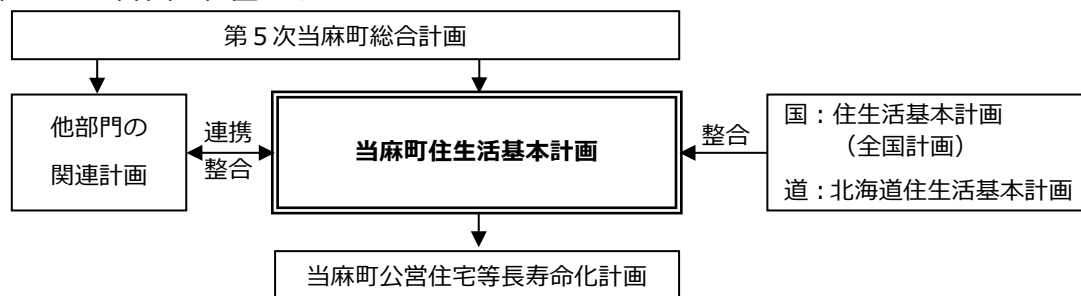 第５次当麻町総合計画
他部門の
関連計画
連携
整合
当麻町住生活基本計画
整合
国：住生活基本計画
（全国計画）
道：北海道住生活基本計画
当麻町公営住宅等長寿命化計画